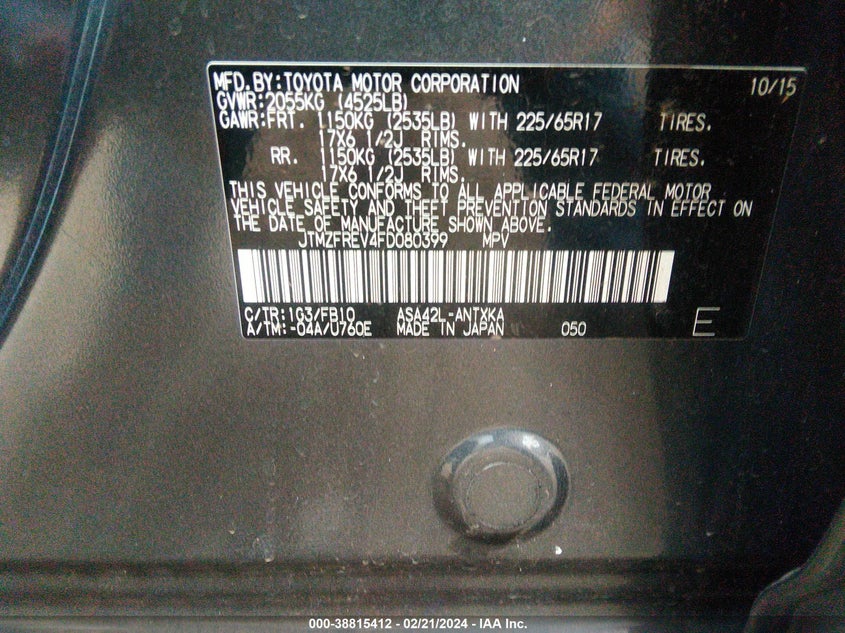 MFD.BY:TOYOTA MOTOR CORPORATION 10/15
GVWR:2055KG (4525LB)
GAWR:FRT. 1150KG (2535LB) WITH 225/65R17 TIRES.
17X6 1/2J RIMS.
RR. 1150KG (2535LB) WITH 225/65R17 TIRES.
17X6 1/2J RIMS.
THIS VEHICLE CONFORMS TO ALL APPLICABLE FEDERAL MOTOR
VEHICLE SAFETY AND THEFT PREVENTION STANDARDS IN EFFECT ON
THE DATE OF MANUFACTURE SHOWN ABOVE.
JTMZFREV4FD080399 MPV
C/TR:1G3/FB10 ASA42L-ANTXKA
A/TM:-04A/U760E MADE IN JAPAN 050 E
000-38815412 - 02/21/2024 - IAA Inc.